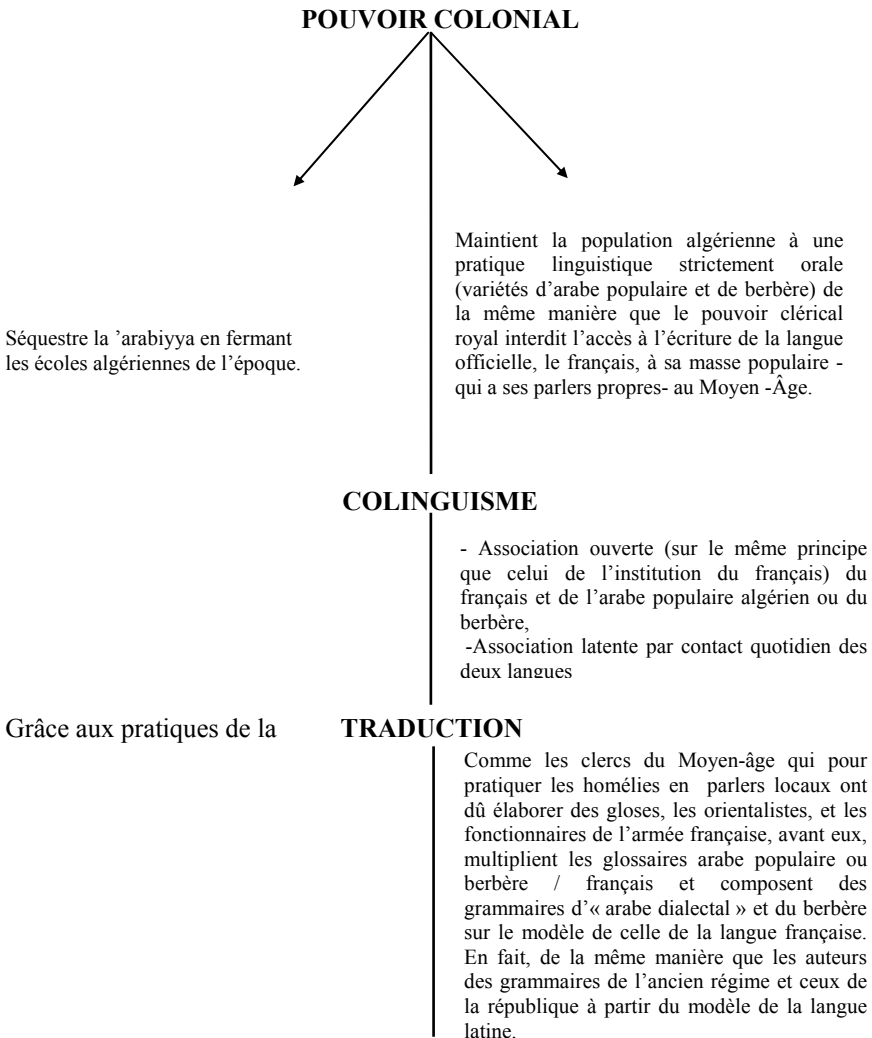 POUVOIR COLONIAL
Séquestre la ’arabiyya en fermant
les écoles algériennes de l’époque.
Maintient la population algérienne à une
pratique linguistique strictement orale
(variétés d’arabe populaire et de berbère) de
la même manière que le pouvoir clérical
royal interdit l’accès à l’écriture de la langue
officielle, le français, à sa masse populaire -
qui a ses parlers propres- au Moyen -Âge.
COLINGUISME
- Association ouverte (sur le même principe
que celui de l’institution du français) du
français et de l’arabe populaire algérien ou du
berbère,
-Association latente par contact quotidien des
deux langues
Grâce aux pratiques de la TRADUCTION
Comme les clercs du Moyen-âge qui pour
pratiquer les homélies en parlers locaux ont
dû élaborer des gloses, les orientalistes, et les
fonctionnaires de l’armée française, avant eux,
multiplient les glossaires arabe populaire ou
berbère / français et composent des
grammaires d’« arabe dialectal » et du berbère
sur le modèle de celle de la langue française.
En fait, de la même manière que les auteurs
des grammaires de l’ancien régime et ceux de
la république à partir du modèle de la langue
latine.